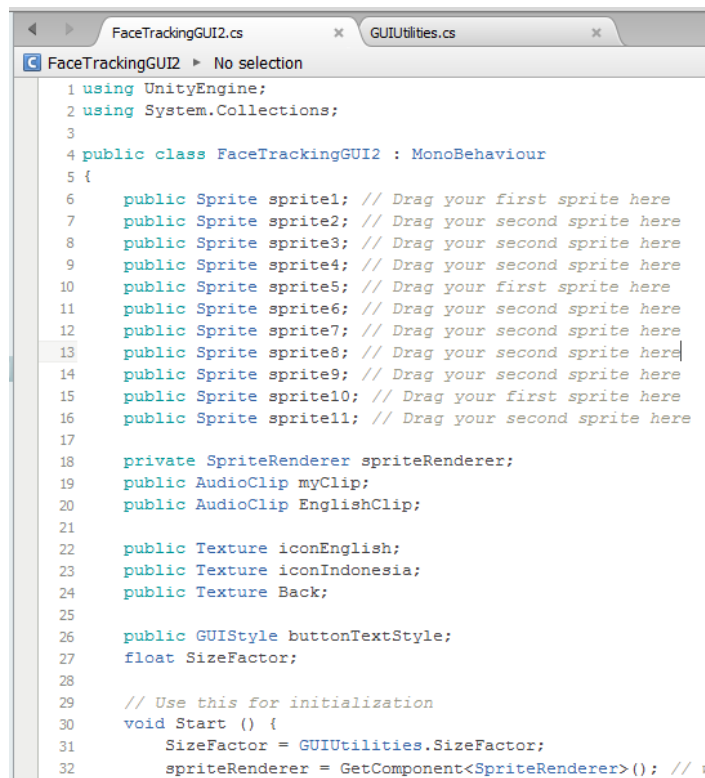 FaceTrackingGUI2.cs × GUIUtilities.cs ×
C FaceTrackingGUI2 ▸ No selection
1 using UnityEngine;
2 using System.Collections;
3
4 public class FaceTrackingGUI2 : MonoBehaviour
5 {
6 public Sprite sprite1; // Drag your first sprite here
7 public Sprite sprite2; // Drag your second sprite here
8 public Sprite sprite3; // Drag your second sprite here
9 public Sprite sprite4; // Drag your second sprite here
10 public Sprite sprite5; // Drag your first sprite here
11 public Sprite sprite6; // Drag your second sprite here
12 public Sprite sprite7; // Drag your second sprite here
13 public Sprite sprite8; // Drag your second sprite here
14 public Sprite sprite9; // Drag your second sprite here
15 public Sprite sprite10; // Drag your first sprite here
16 public Sprite sprite11; // Drag your second sprite here
17
18 private SpriteRenderer spriteRenderer;
19 public AudioClip myClip;
20 public AudioClip EnglishClip;
21
22 public Texture iconEnglish;
23 public Texture iconIndonesia;
24 public Texture Back;
25
26 public GUIStyle buttonTextStyle;
27 float SizeFactor;
28
29 // Use this for initialization
30 void Start () {
31 SizeFactor = GUIUtilities.SizeFactor;
32 spriteRenderer = GetComponent<SpriteRenderer>(); //